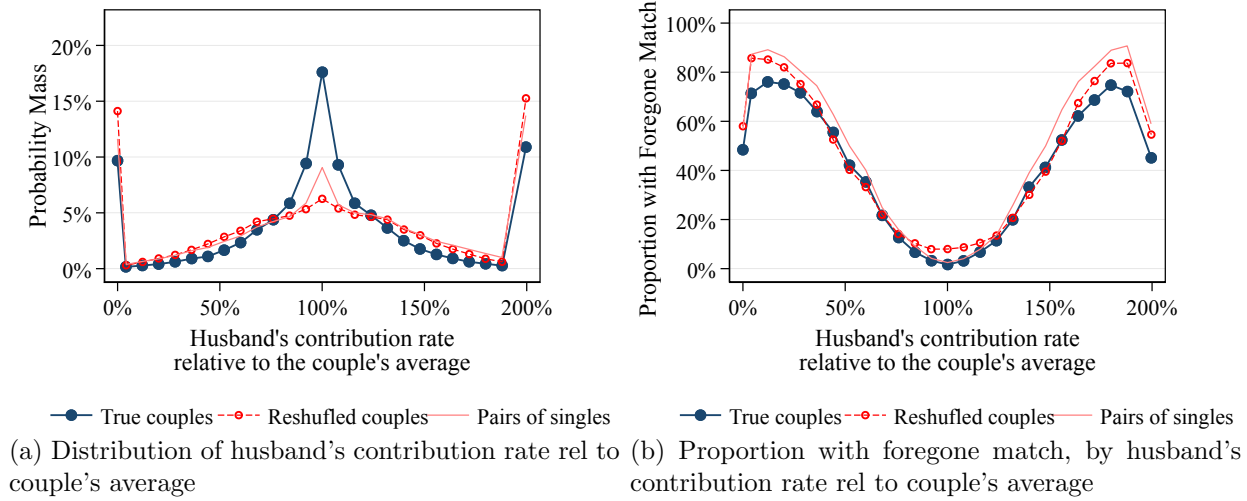 20%
15%
10%
5%
0%
Probability Mass
0%
50%
100%
150%
200%
Husband's contribution rate
relative to the couple's average
True couples
Reshufled couples
Pairs of singles
(a) Distribution of husband's contribution rate rel to
couple's average
100%
80%
60%
40%
20%
0%
Proportion with Foregone Match
0%
50%
100%
150%
200%
Husband's contribution rate
relative to the couple's average
True couples
Reshufled couples
Pairs of singles
(b) Proportion with foregone match, by husband's
contribution rate rel to couple's average